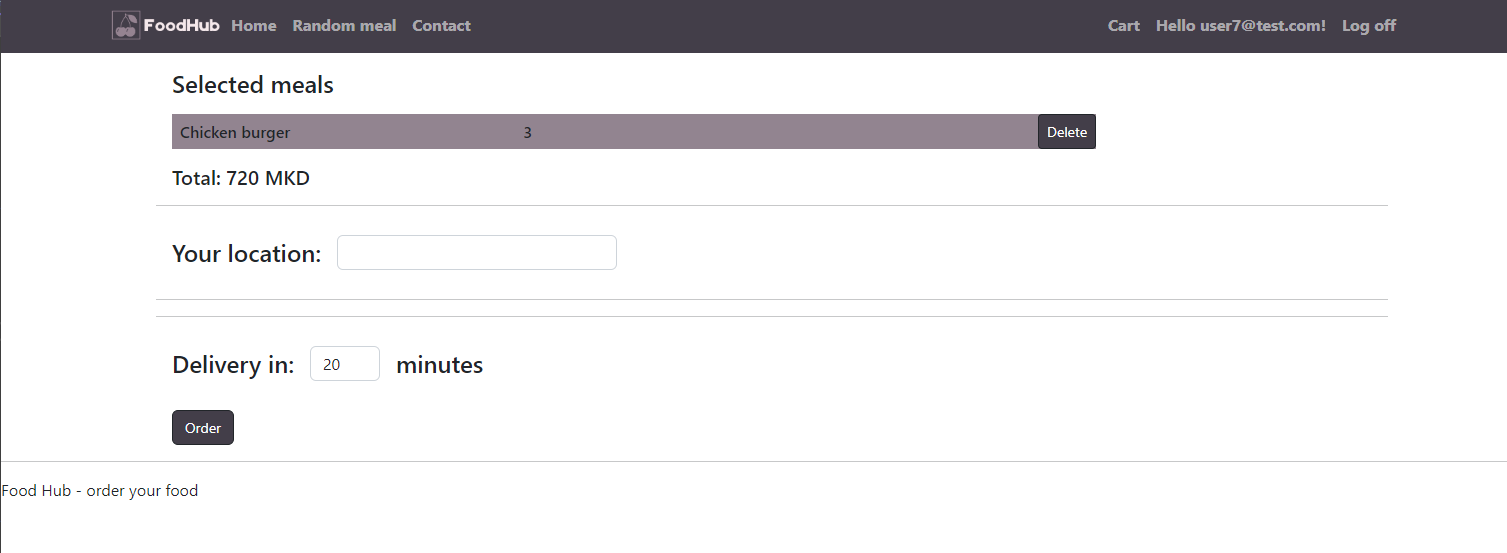 FoodHub Home Random meal Contact Cart Hello user7@test.com! Log off
Selected meals
Chicken burger 3 Delete
Total: 720 MKD
Your location:
Delivery in: 20 minutes
Order
Food Hub - order your food